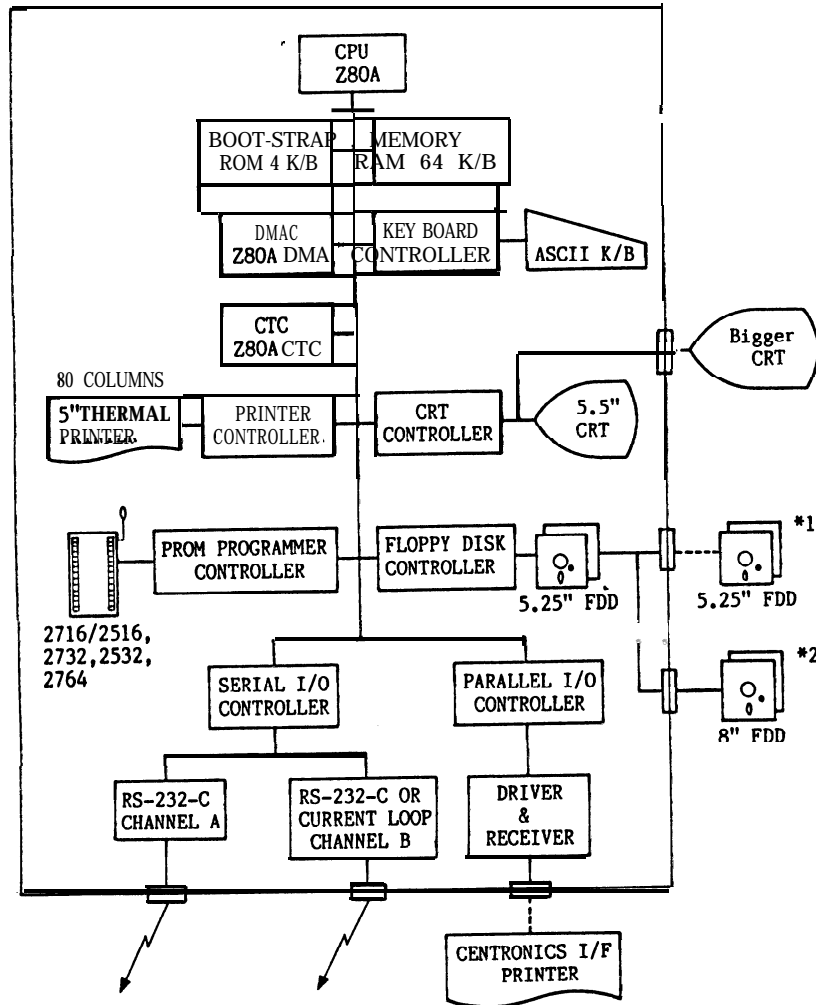 CPU
Z80A
BOOT-STRAP
ROM 4 K/B
MEMORY
RAM 64 K/B
DMAC
Z80A DMA
KEY BOARD
CONTROLLER
ASCII K/B
CTC
Z80A CTC
Bigger
CRT
80 COLUMNS
5" THERMAL
PRINTER
PRINTER
CONTROLLER
CRT
CONTROLLER
5.5"
CRT
PROM PROGRAMMER
CONTROLLER
FLOPPY DISK
CONTROLLER
5.25" FDD
*1
5.25" FDD
2716/2516,
2732,2532,
2764
SERIAL I/O
CONTROLLER
PARALLEL I/O
CONTROLLER
*2
8" FDD
RS-232-C
CHANNEL A
RS-232-C OR
CURRENT LOOP
CHANNEL B
DRIVER
&
RECEIVER
CENTRONICS I/F
PRINTER